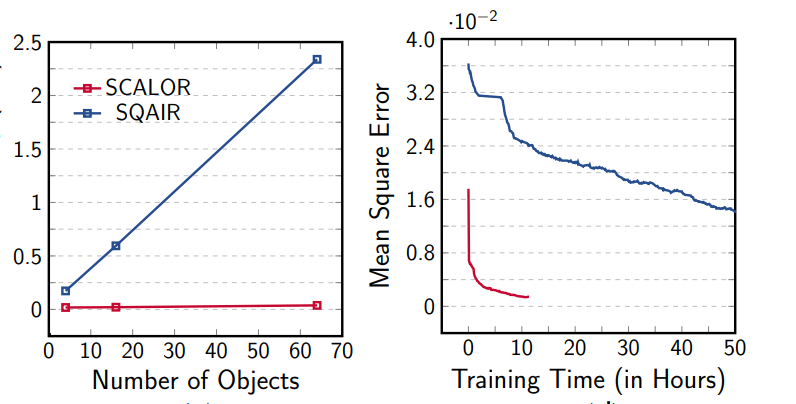 2.5
2
1.5
1
0.5
0
SCALOR
SQAIR
0 10 20 30 40 50 60 70
Number of Objects
·10⁻²
4.0
3.2
2.4
1.6
0.8
0
Mean Square Error
0 10 20 30 40 50
Training Time (in Hours)